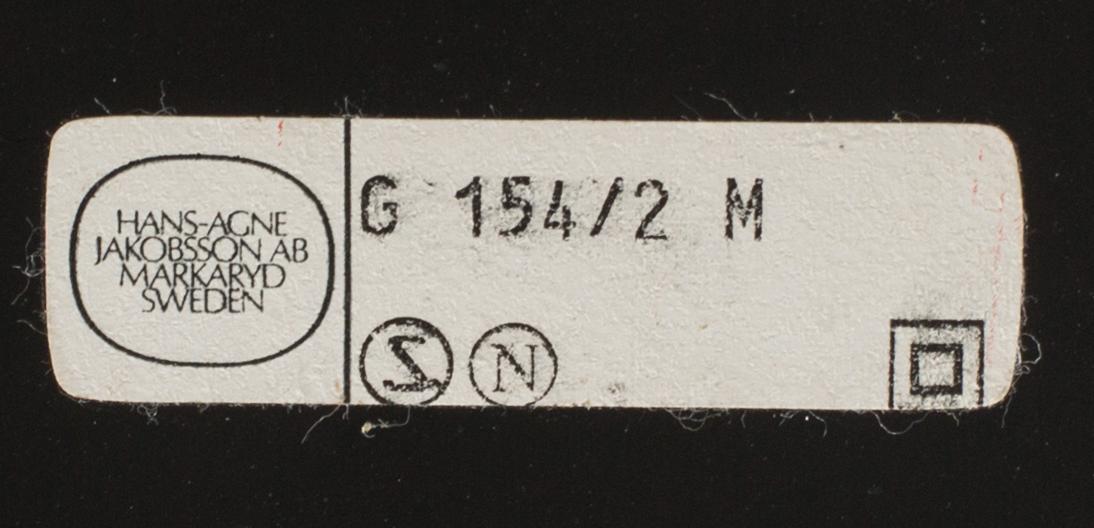 HANS-AGNE
JAKOBSSON AB
MARKARYD
SWEDEN
G 154/2 M
S N